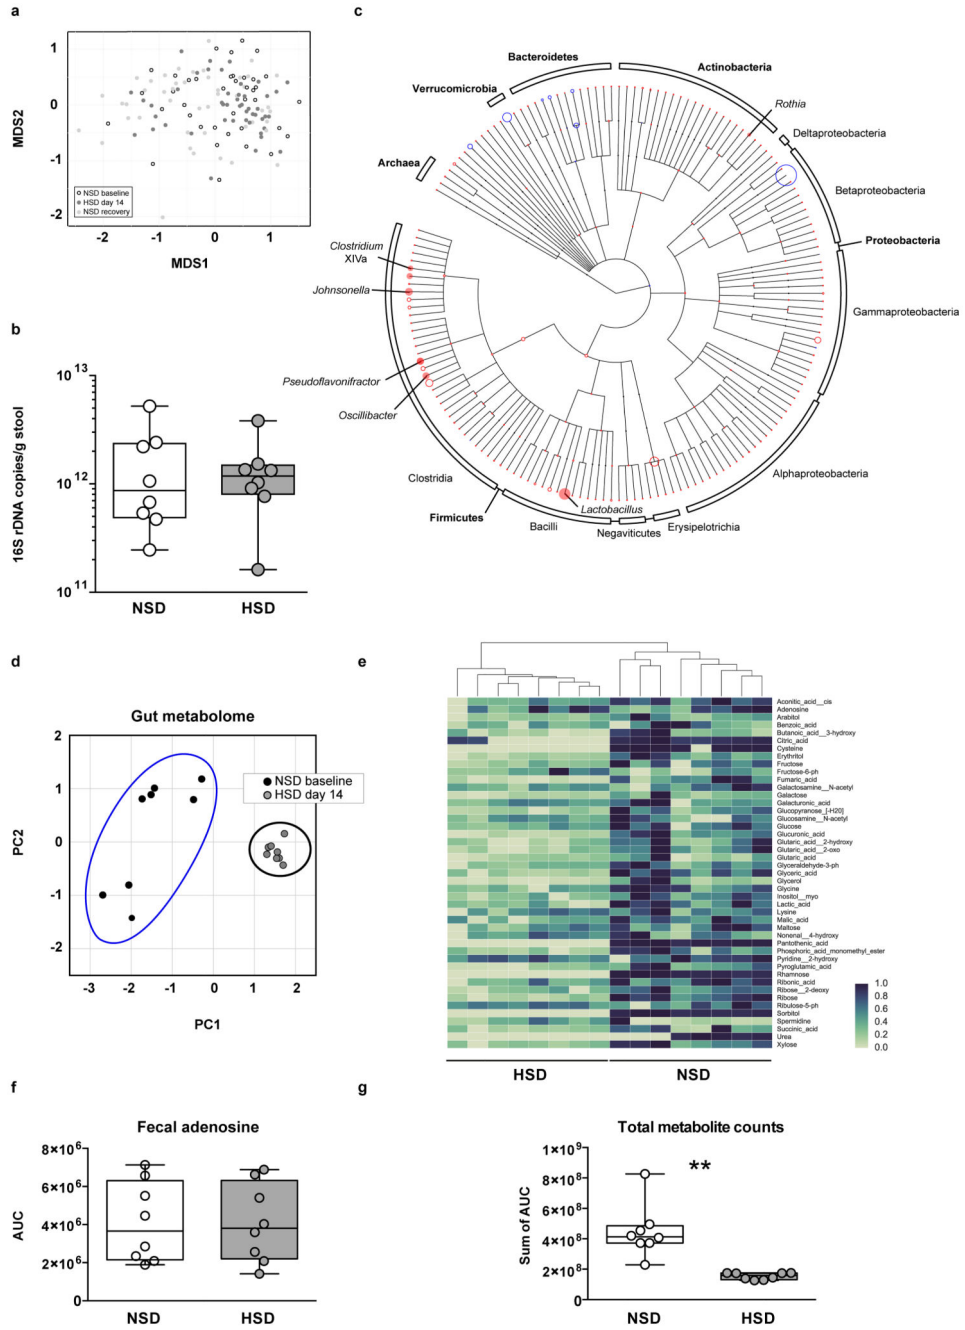 a
1
0
-1
-2
MDS2
NSD baseline
HSD day 14
NSD recovery
-2 -1 0 1
MDS1
b
10 13
10 12
10 11
16S rDNA copies/g stool
NSD HSD
c
Bacteroidetes
Actinobacteria
Verrucomicrobia
Rothia
Deltaproteobacteria
Archaea
Betaproteobacteria
Proteobacteria
Clostridium
XIVa
Johnsonella
Gammaproteobacteria
Pseudoflavonifractor
Oscillibacter
Clostridia
Alphaproteobacteria
Firmicutes
Lactobacillus
Bacilli
Negaviticutes
Erysipelotrichia
d
Gut metabolome
2
1
0
-1
-2
PC2
NSD baseline
HSD day 14
-3 -2 -1 0 1 2
PC1
e
Aconitic_acid__cis
Adenosine
Arabitol
Benzoic_acid
Butanoic_acid__3-hydroxy
Citric_acid
Cysteine
Erythritol
Fructose
Fructose-6-ph
Fumaric_acid
Galactosamine__N-acetyl
Galactose
Galacturonic_acid
Glucopyranose_[-H20]
Glucosamine__N-acetyl
Glucose
Glucuronic_acid
Glutaric_acid__2-hydroxy
Glutaric_acid__2-oxo
Glutaric_acid
Glyceraldehyde-3-ph
Glyceric_acid
Glycerol
Glycine
Inositol__myo
Lactic_acid
Lysine
Malic_acid
Maltose
Nonenal__4-hydroxy
Pantothenic_acid
Phosphoric_acid_monomethyl_ester
Pyridine__2-hydroxy
Pyroglutamic_acid
Rhamnose
Ribonic_acid
Ribose__2-deoxy
Ribose
Ribulose-5-ph
Sorbitol
Spermidine
Succinic_acid
Urea
Xylose
1.0
0.8
0.6
0.4
0.2
0.0
HSD NSD
f
Fecal adenosine
8×10 6
6×10 6
4×10 6
2×10 6
0
AUC
NSD HSD
g
Total metabolite counts
1×10 9
8×10 8
6×10 8
4×10 8
2×10 8
0
Sum of AUC
**
NSD HSD